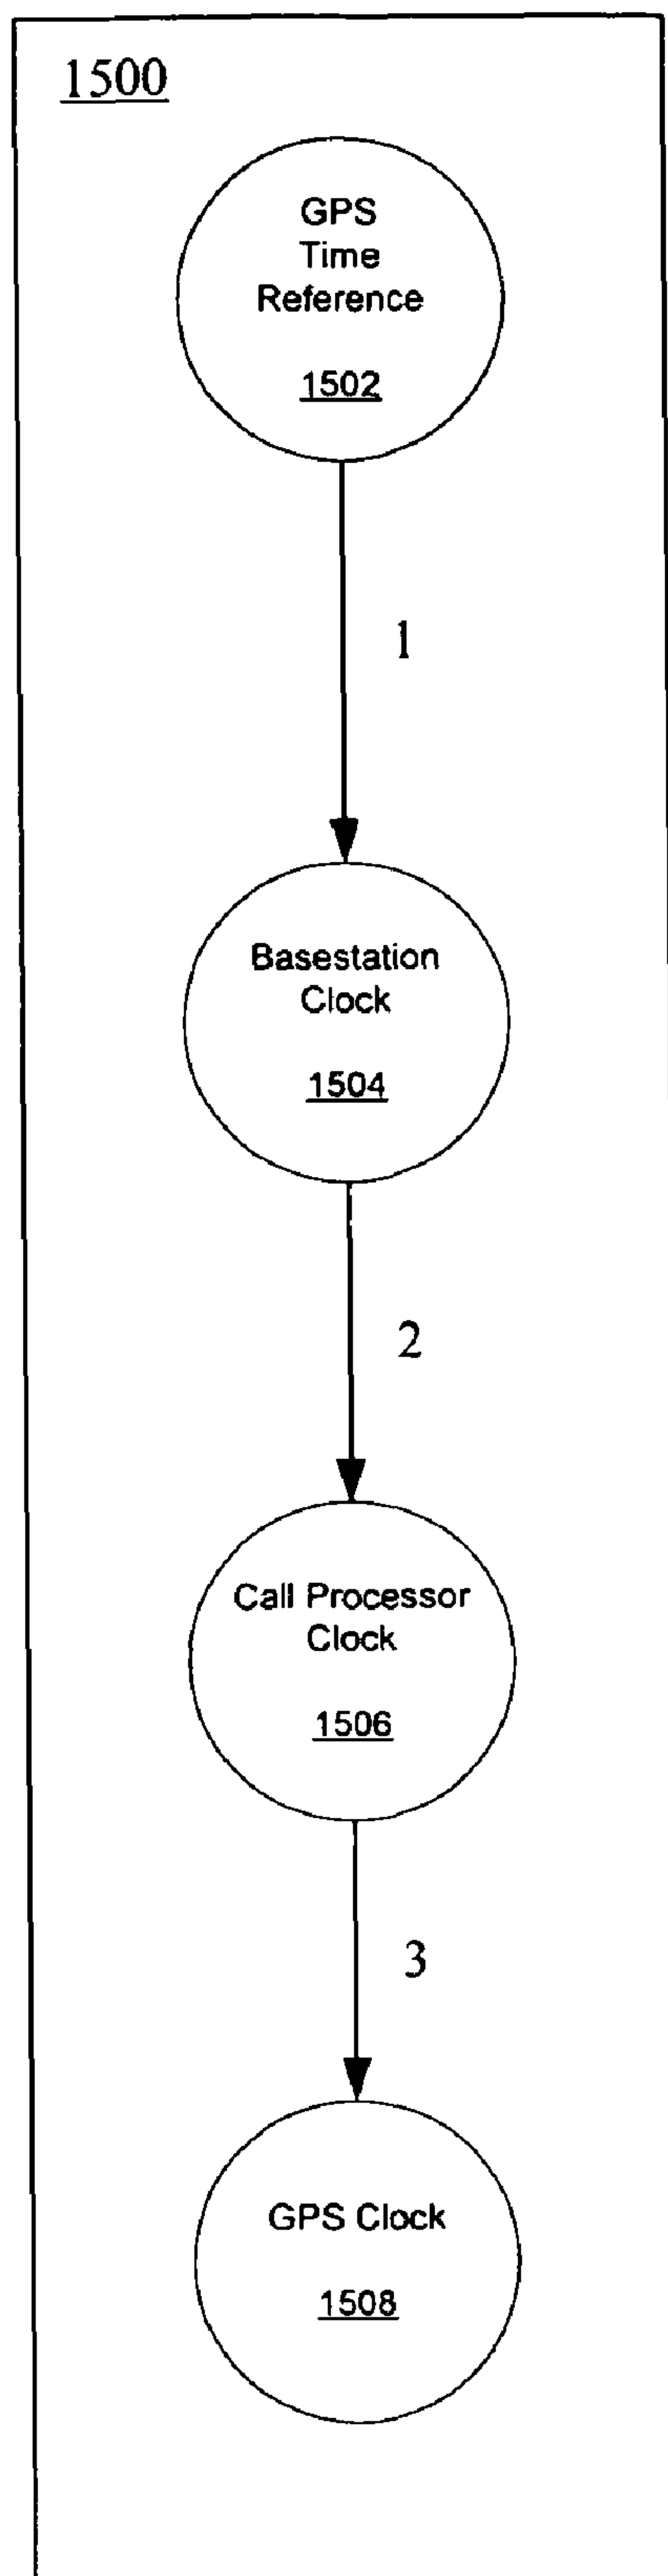 1500
GPS
Time
Reference
1502
1
Basestation
Clock
1504
2
Call Processor
Clock
1506
3
GPS Clock
1508